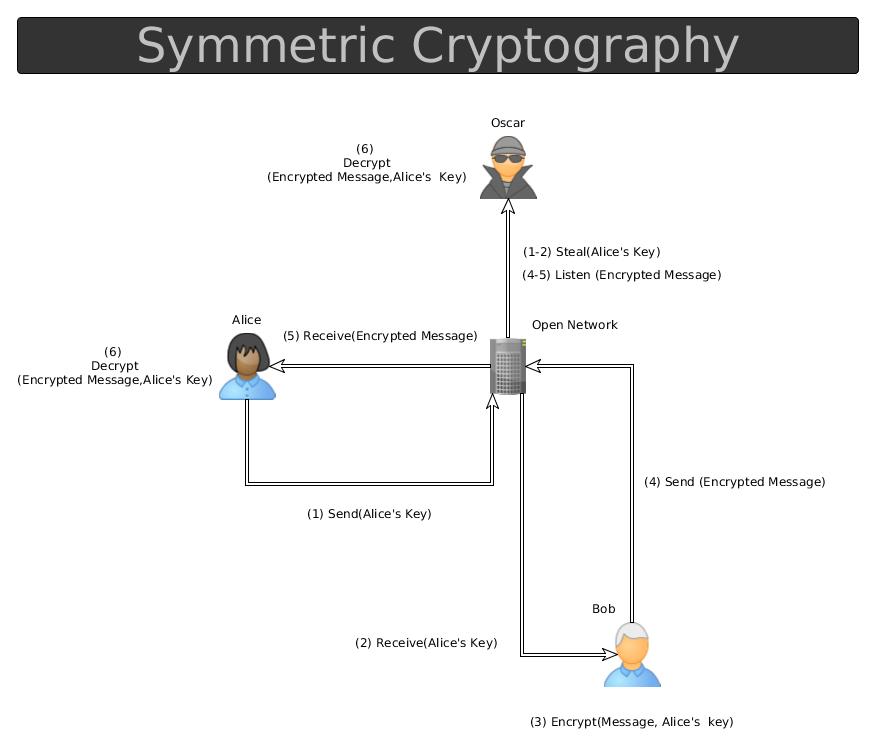 Symmetric Cryptography
Oscar
(6)
Decrypt
(Encrypted Message,Alice's  Key)
(1-2) Steal(Alice's Key)
(4-5) Listen (Encrypted Message)
Open Network
Alice
(5) Receive(Encrypted Message)
(6)
Decrypt
(Encrypted Message,Alice's Key)
(4) Send (Encrypted Message)
(1) Send(Alice's Key)
Bob
(2) Receive(Alice's Key)
(3) Encrypt(Message, Alice's  key)